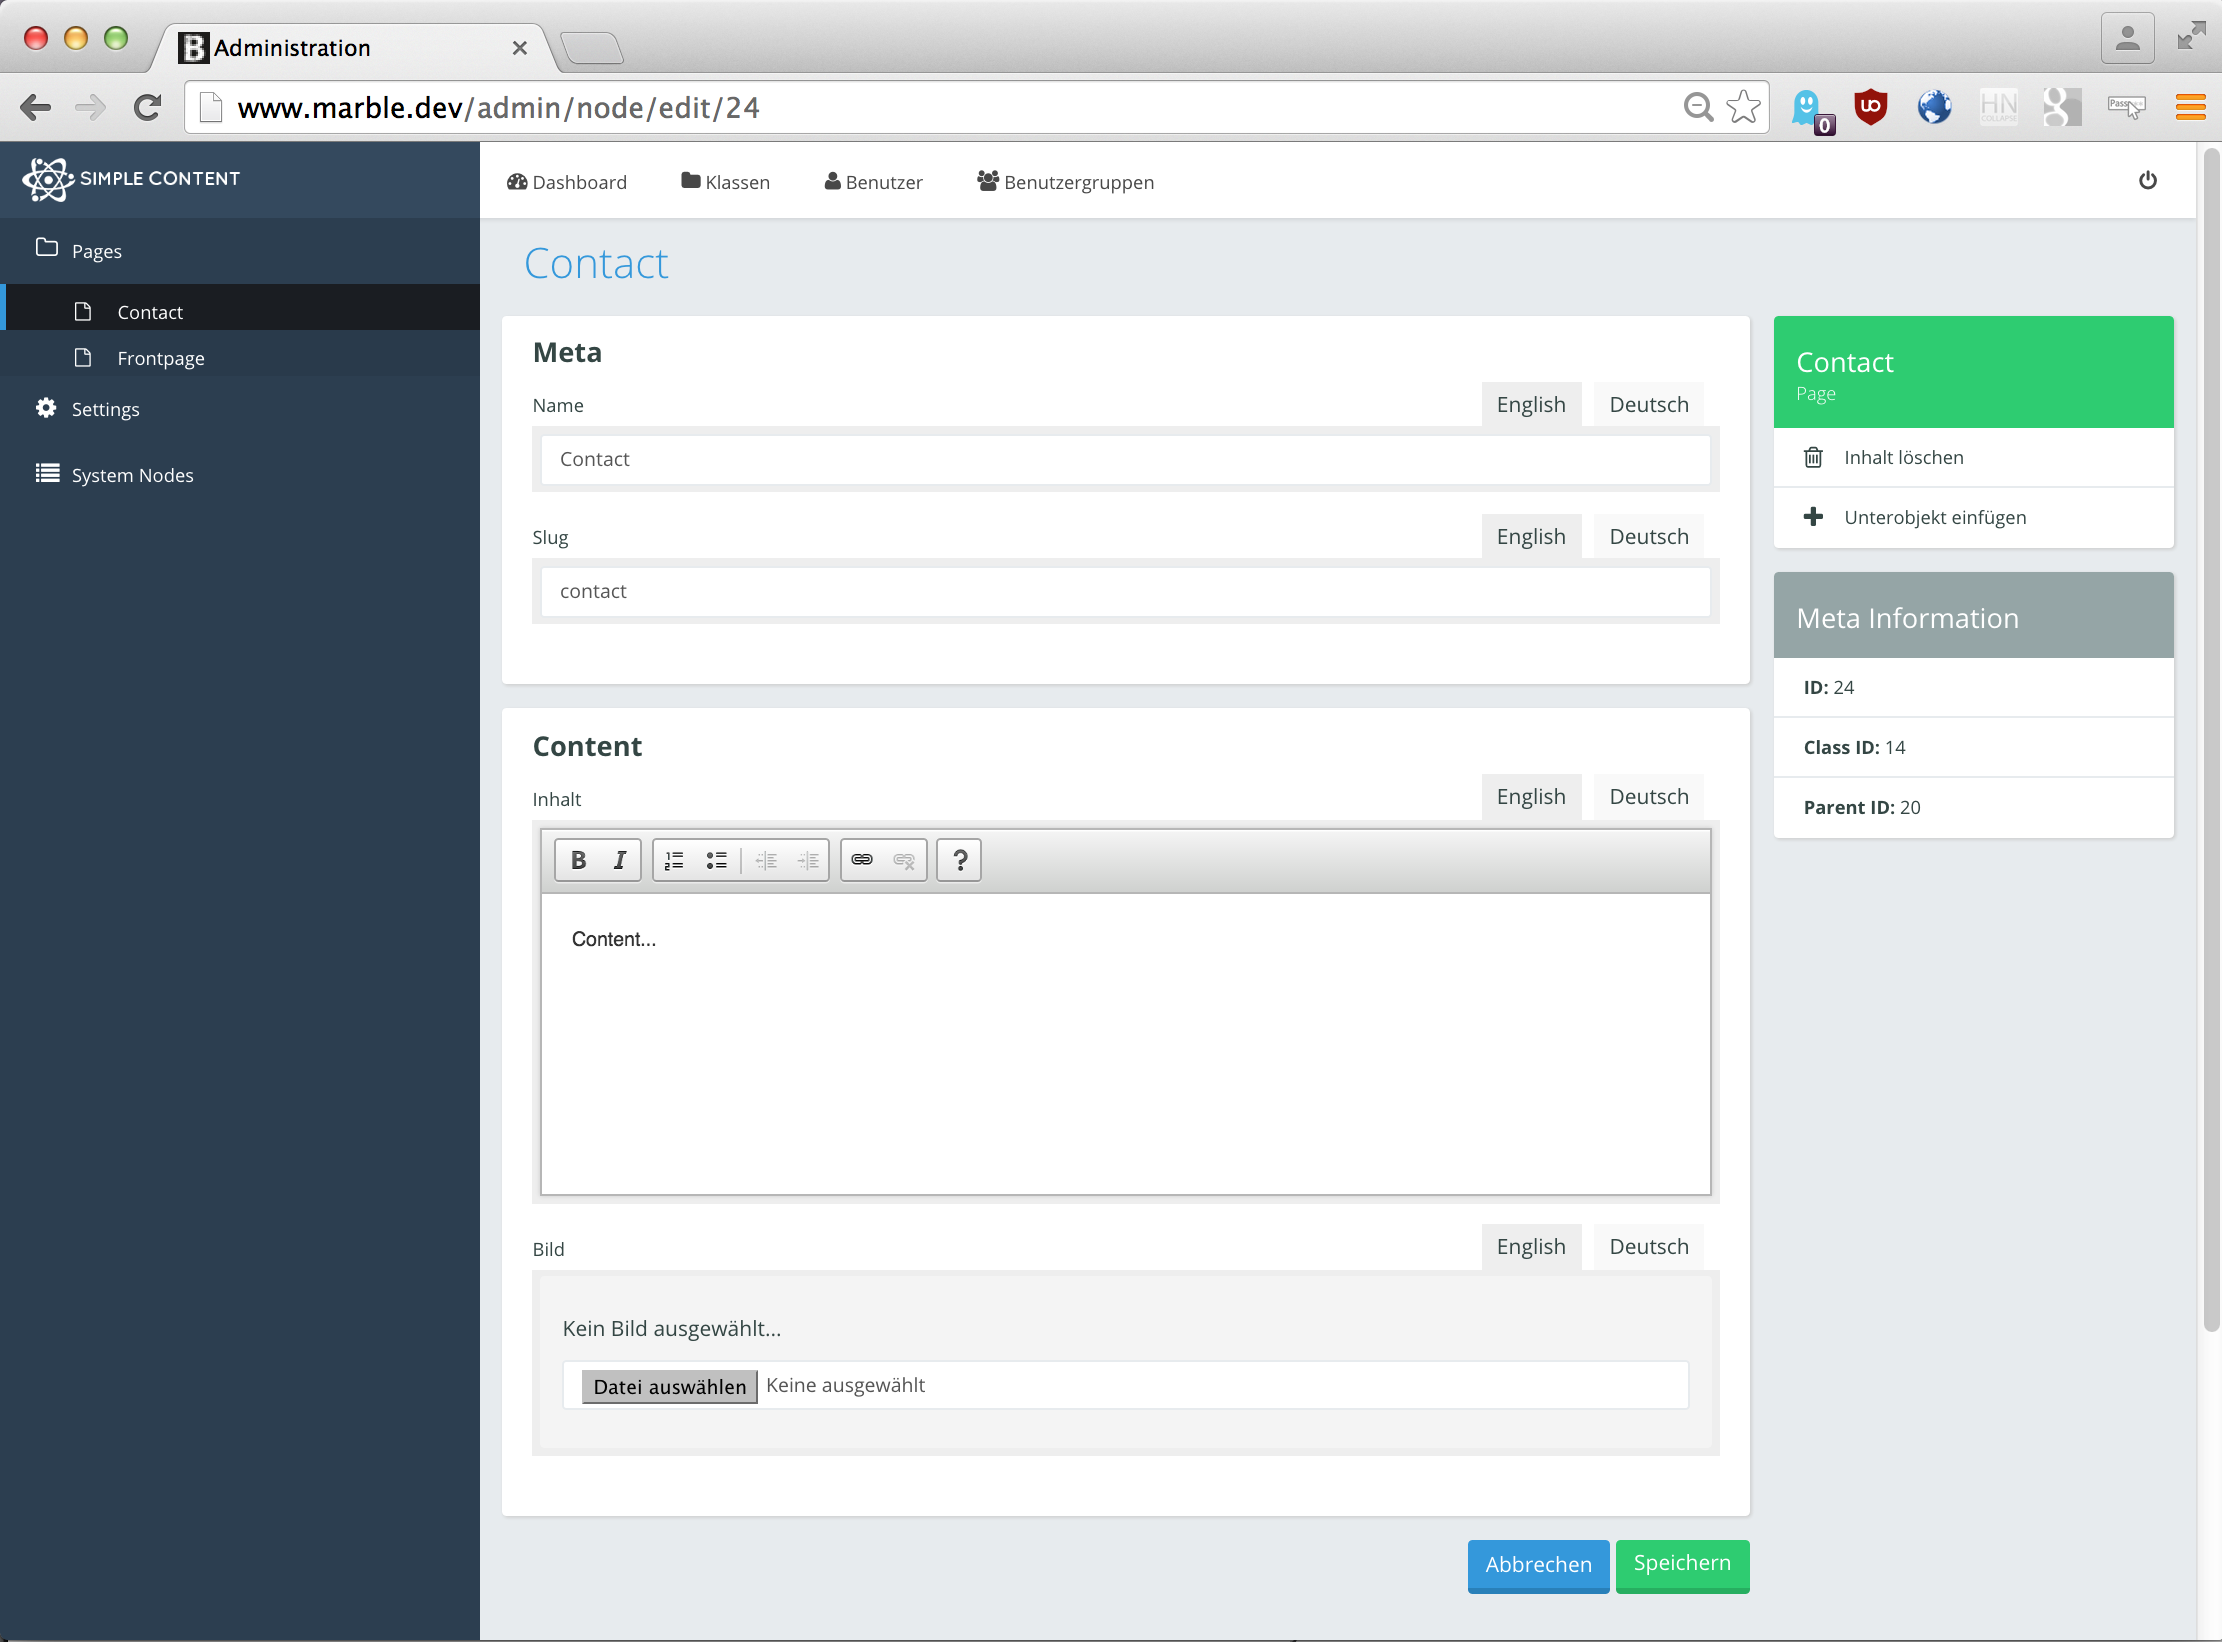 B Administration
www.marble.dev/admin/node/edit/24
0
UO
HN
COLLAPSE
g
SIMPLE CONTENT
Dashboard
Klassen
Benutzer
Benutzergruppen
Pages
Contact
Frontpage
Settings
System Nodes
Contact
Meta
Name
English
Deutsch
Contact
Slug
English
Deutsch
contact
Content
Inhalt
English
Deutsch
B I ?
Content...
Bild
English
Deutsch
Kein Bild ausgewählt...
Datei auswählen Keine ausgewählt
Abbrechen
Speichern
Contact
Page
Inhalt löschen
Unterobjekt einfügen
Meta Information
ID: 24
Class ID: 14
Parent ID: 20